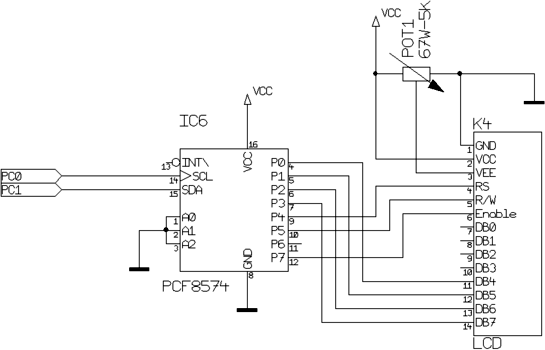 VCC
POT1
67W-5K
VCC
IC6
K4
16
VCC
13 INT\ P0 4
PC0 14 SCL P1 5
PC1 15 SDA P2 6
P3 7
1 A0 P4 9
2 A1 P5 10
3 A2 P6 11
GND P7 12
8
PCF8574
1 GND
2 VCC
3 VEE
4 RS
5 R/W
6 Enable
7 DB0
8 DB1
9 DB2
10 DB3
11 DB4
12 DB5
13 DB6
14 DB7
LCD